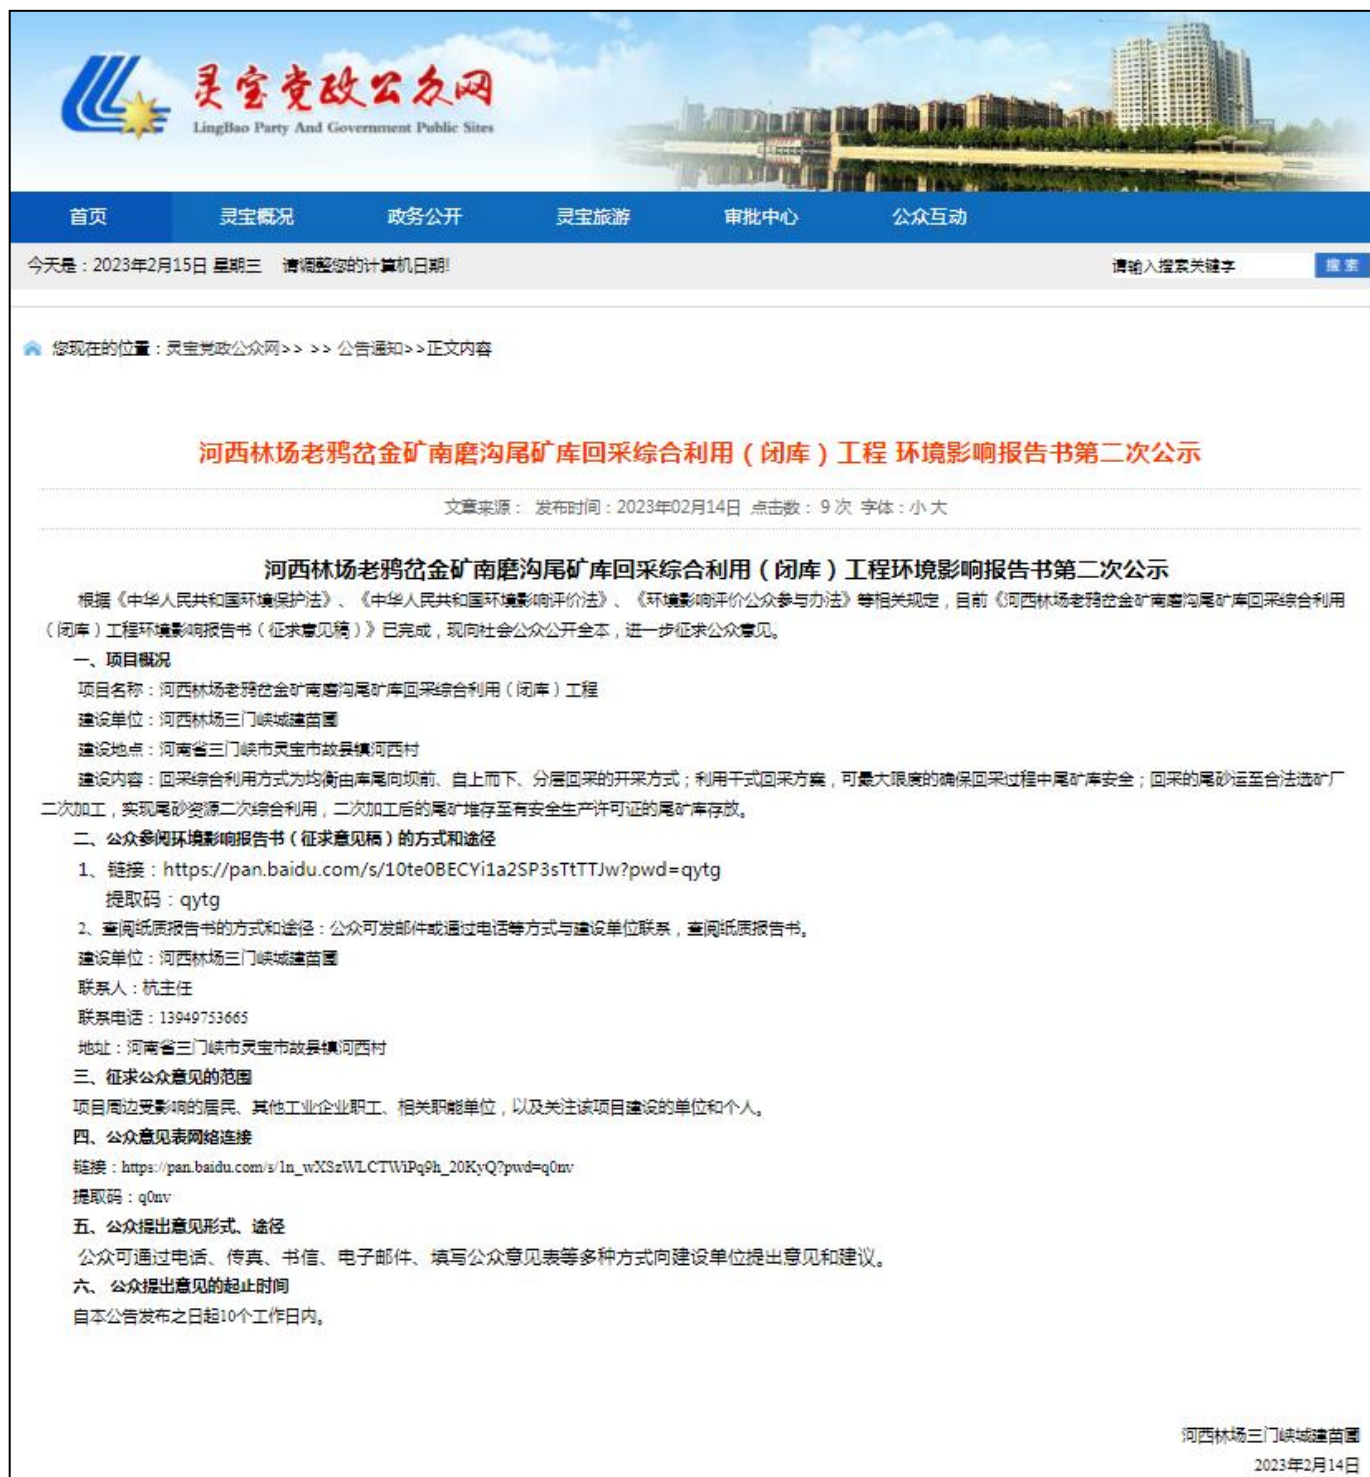 灵宝党政公众网
LingBao Party And Government Public Sites
首页 灵宝概况 政务公开 灵宝旅游 审批中心 公众互动
今天是：2023年2月15日 星期三 请调整您的计算机日期! 请输入搜索关键字 搜索
您现在的位置：灵宝党政公众网>> >> 公告通知>>正文内容
河西林场老鸦岔金矿南磨沟尾矿库回采综合利用（闭库）工程 环境影响报告书第二次公示
文章来源： 发布时间：2023年02月14日 点击数： 9 次 字体：小 大
河西林场老鸦岔金矿南磨沟尾矿库回采综合利用（闭库）工程环境影响报告书第二次公示
根据《中华人民共和国环境保护法》、《中华人民共和国环境影响评价法》、《环境影响评价公众参与办法》等相关规定，目前《河西林场老鸦岔金矿南磨沟尾矿库回采综合利用
（闭库）工程环境影响报告书（征求意见稿）》已完成，现向社会公众公开全本，进一步征求公众意见。
一、项目概况
项目名称：河西林场老鸦岔金矿南磨沟尾矿库回采综合利用（闭库）工程
建设单位：河西林场三门峡城建苗圃
建设地点：河南省三门峡市灵宝市故县镇河西村
建设内容：回采综合利用方式为均衡由库尾向坝前、自上而下、分层回采的开采方式；利用干式回采方案，可最大限度的确保回采过程中尾矿库安全；回采的尾砂运至合法选矿厂
二次加工，实现尾砂资源二次综合利用，二次加工后的尾矿堆存至有安全生产许可证的尾矿库存放。
二、公众参阅环境影响报告书（征求意见稿）的方式和途径
1、链接：https://pan.baidu.com/s/10te0BECYi1a2SP3sTtTTJw?pwd=qytg
提取码：qytg
2、查阅纸质报告书的方式和途径：公众可发邮件或通过电话等方式与建设单位联系，查阅纸质报告书。
建设单位：河西林场三门峡城建苗圃
联系人：杭主任
联系电话：13949753665
地址：河南省三门峡市灵宝市故县镇河西村
三、征求公众意见的范围
项目周边受影响的居民、其他工业企业职工、相关职能单位，以及关注该项目建设的单位和个人。
四、公众意见表网络连接
链接：https://pan.baidu.com/s/1n_wXSzWLCTWiPq9h_20KyQ?pwd=q0nv
提取码：q0nv
五、公众提出意见形式、途径
公众可通过电话、传真、书信、电子邮件、填写公众意见表等多种方式向建设单位提出意见和建议。
六、 公众提出意见的起止时间
自本公告发布之日起10个工作日内。
河西林场三门峡城建苗圃
2023年2月14日